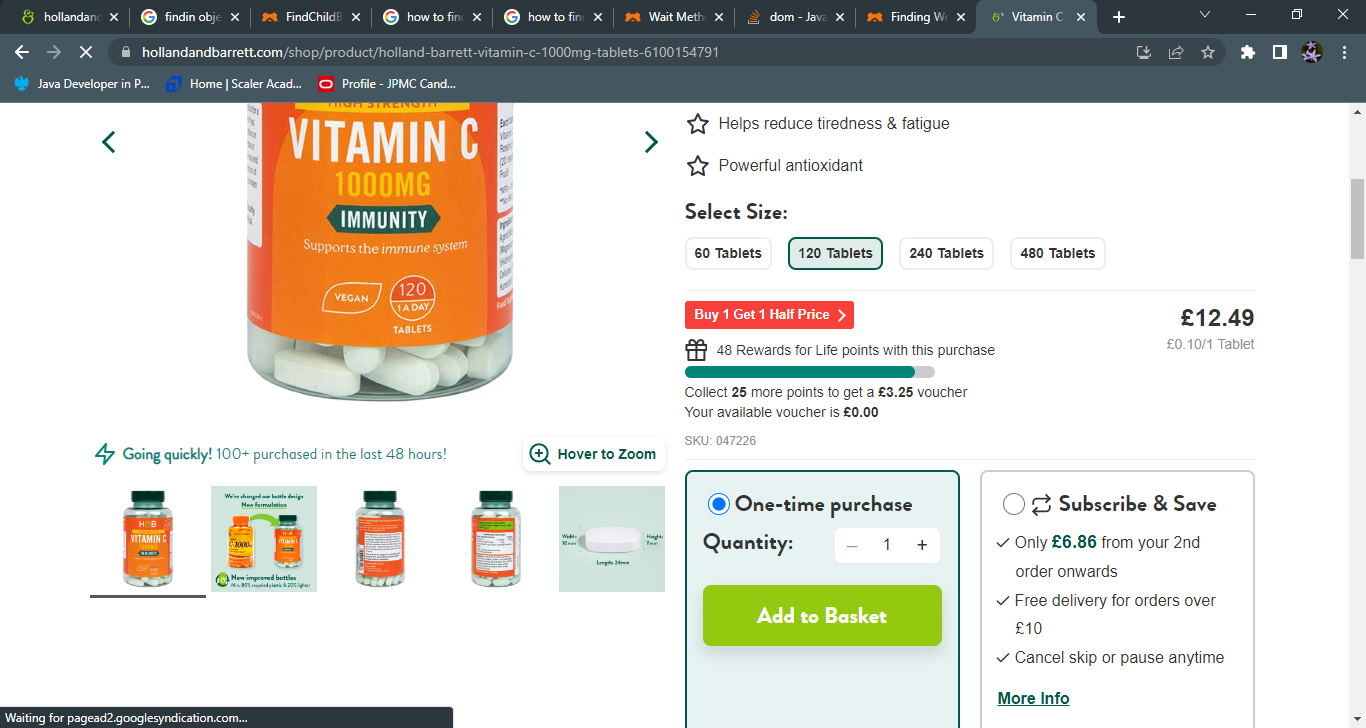 hollandan
findin obje
FindChildB
how to fin
how to fin
Wait Meth
dom - Java
Finding We
Vitamin C
hollandandbarrett.com/shop/product/holland-barrett-vitamin-c-1000mg-tablets-6100154791
Java Developer in P...
Home | Scaler Acad...
Profile - JPMC Cand...
HIGH STRENGTH
VITAMIN C
1000MG
IMMUNITY
Supports the immune system
VEGAN
120
1 A DAY
TABLETS
Going quickly! 100+ purchased in the last 48 hours!
Hover to Zoom
H&B
VITAMIN C
1000MG
We've changed our bottle design
New formulation
New improved bottles
Width:
Height:
Length: 24mm
Helps reduce tiredness & fatigue
Powerful antioxidant
Select Size:
60 Tablets
120 Tablets
240 Tablets
480 Tablets
Buy 1 Get 1 Half Price
£12.49
£0.10/1 Tablet
48 Rewards for Life points with this purchase
Collect 25 more points to get a £3.25 voucher
Your available voucher is £0.00
SKU: 047226
One-time purchase
Quantity:
− 1 +
Add to Basket
Subscribe & Save
Only £6.86 from your 2nd
order onwards
Free delivery for orders over
£10
Cancel skip or pause anytime
More Info
Waiting for pagead2.googlesyndication.com...